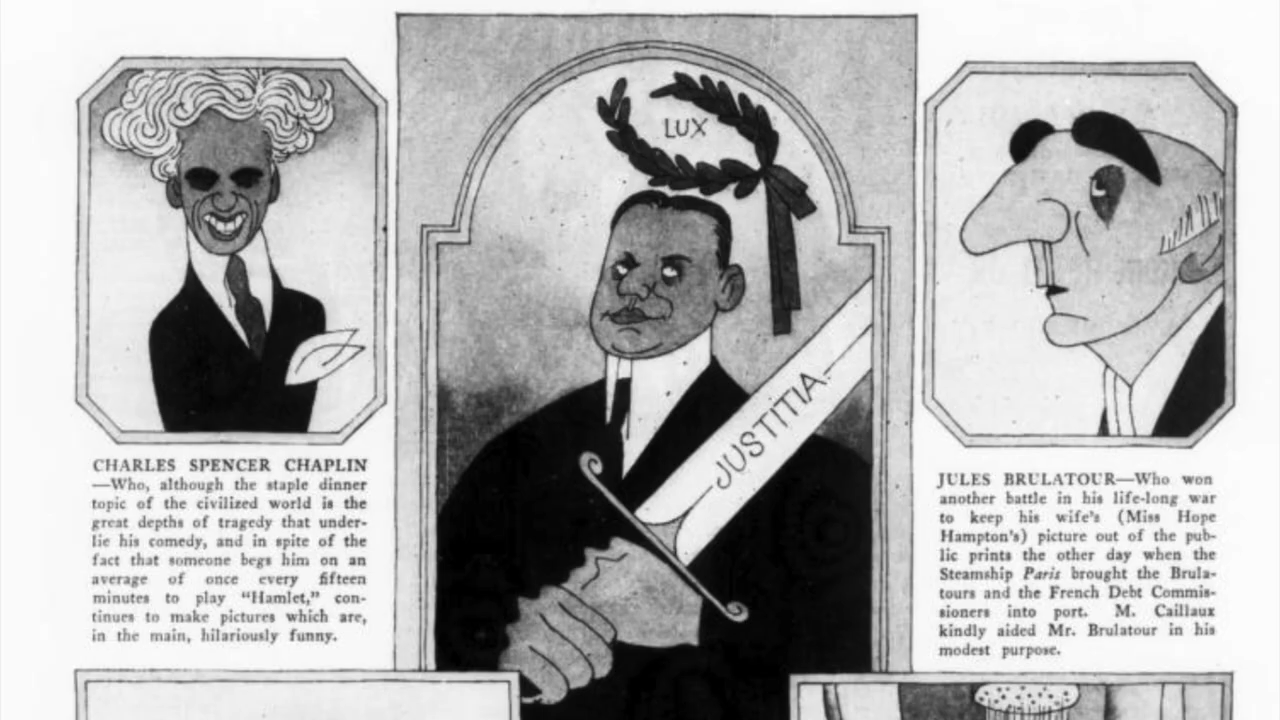 LUX
JUSTITIA
CHARLES SPENCER CHAPLIN
—Who, although the staple dinner
topic of the civilized world is the
great depths of tragedy that under-
lie his comedy, and in spite of the
fact that someone begs him on an
average of once every fifteen
minutes to play "Hamlet," con-
tinues to make pictures which are,
in the main, hilariously funny.
JULES BRULATOUR—Who won
another battle in his life-long war
to keep his wife's (Miss Hope
Hampton's) picture out of the pub-
lic prints the other day when the
Steamship Paris brought the Brula-
tours and the French Debt Commis-
sioners into port. M. Caillaux
kindly aided Mr. Brulatour in his
modest purpose.